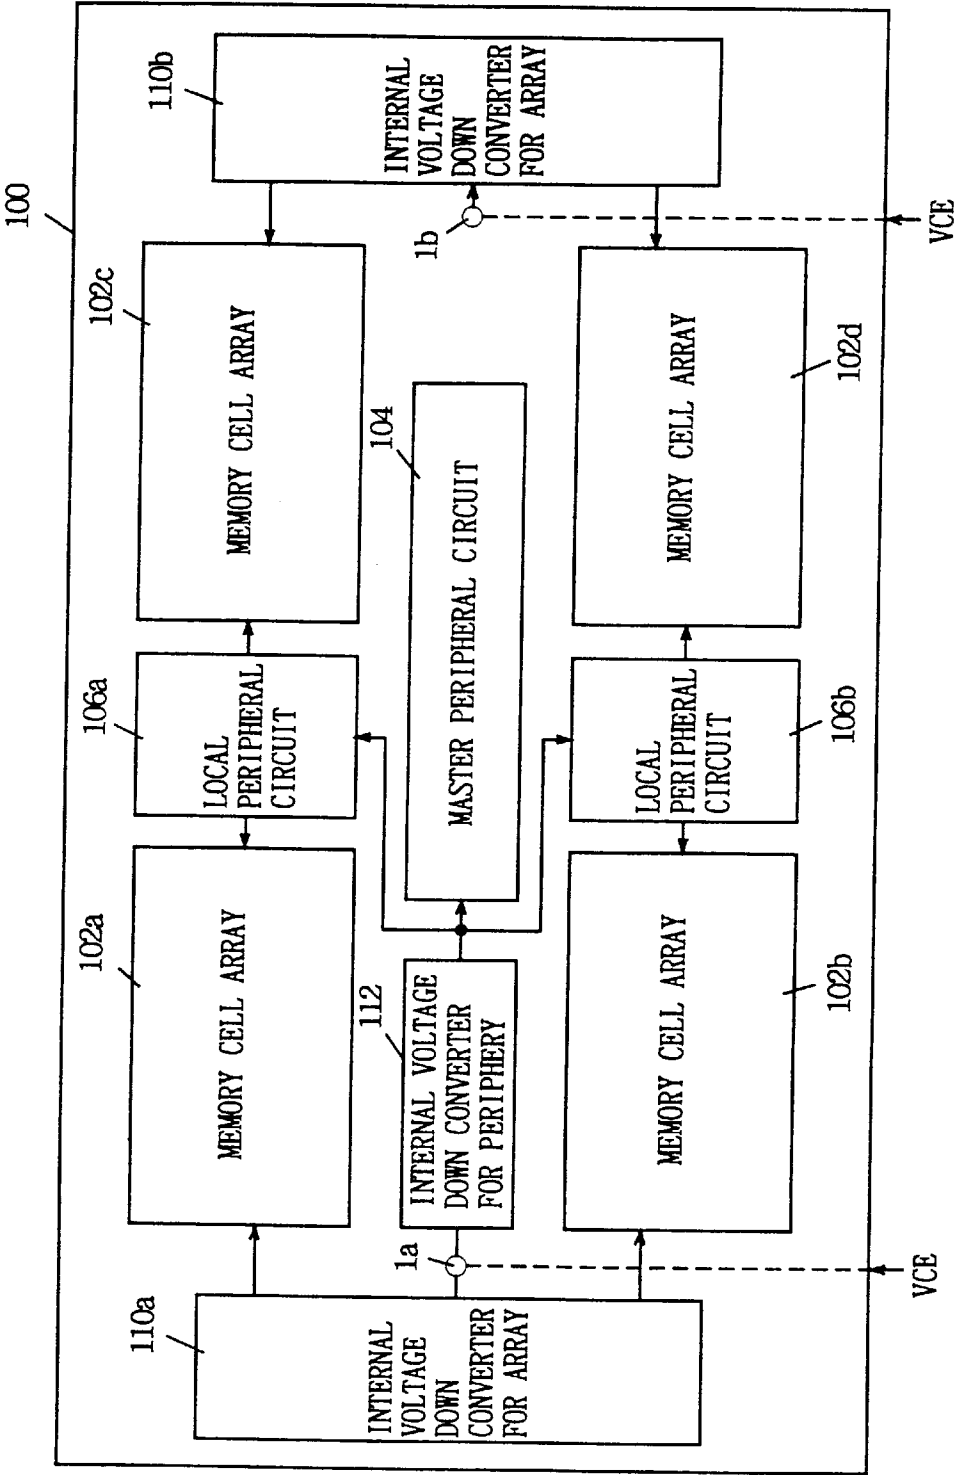 100
110b
INTERNAL
VOLTAGE
DOWN
CONVERTER
FOR ARRAY
1b
VCE
102c
MEMORY CELL ARRAY
102d
MEMORY CELL ARRAY
104
MASTER PERIPHERAL CIRCUIT
106a
LOCAL
PERIPHERAL
CIRCUIT
106b
LOCAL
PERIPHERAL
CIRCUIT
102a
MEMORY CELL ARRAY
102b
MEMORY CELL ARRAY
112
INTERNAL VOLTAGE
DOWN CONVERTER
FOR PERIPHERY
1a
VCE
110a
INTERNAL
VOLTAGE
DOWN
CONVERTER
FOR ARRAY